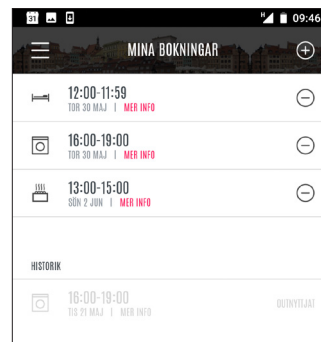 31 H 09:46
MINA BOKNINGAR
12:00-11:59
TOR 30 MAJ | MER INFO
16:00-19:00
TOR 30 MAJ | MER INFO
13:00-15:00
SÖN 2 JUN | MER INFO
HISTORIK
16:00-19:00
TIS 21 MAJ | MER INFO
OUTNYTTJAT